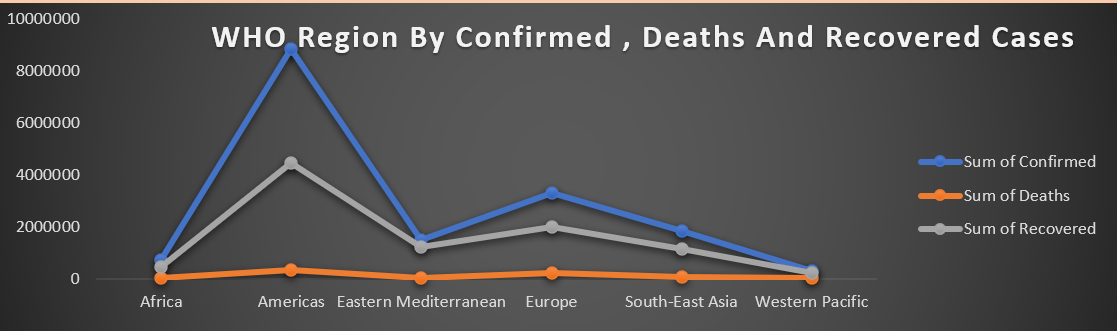 WHO Region By Confirmed , Deaths And Recovered Cases
10000000
8000000
6000000
4000000
2000000
0
Africa Americas Eastern Mediterranean Europe South-East Asia Western Pacific
Sum of Confirmed
Sum of Deaths
Sum of Recovered